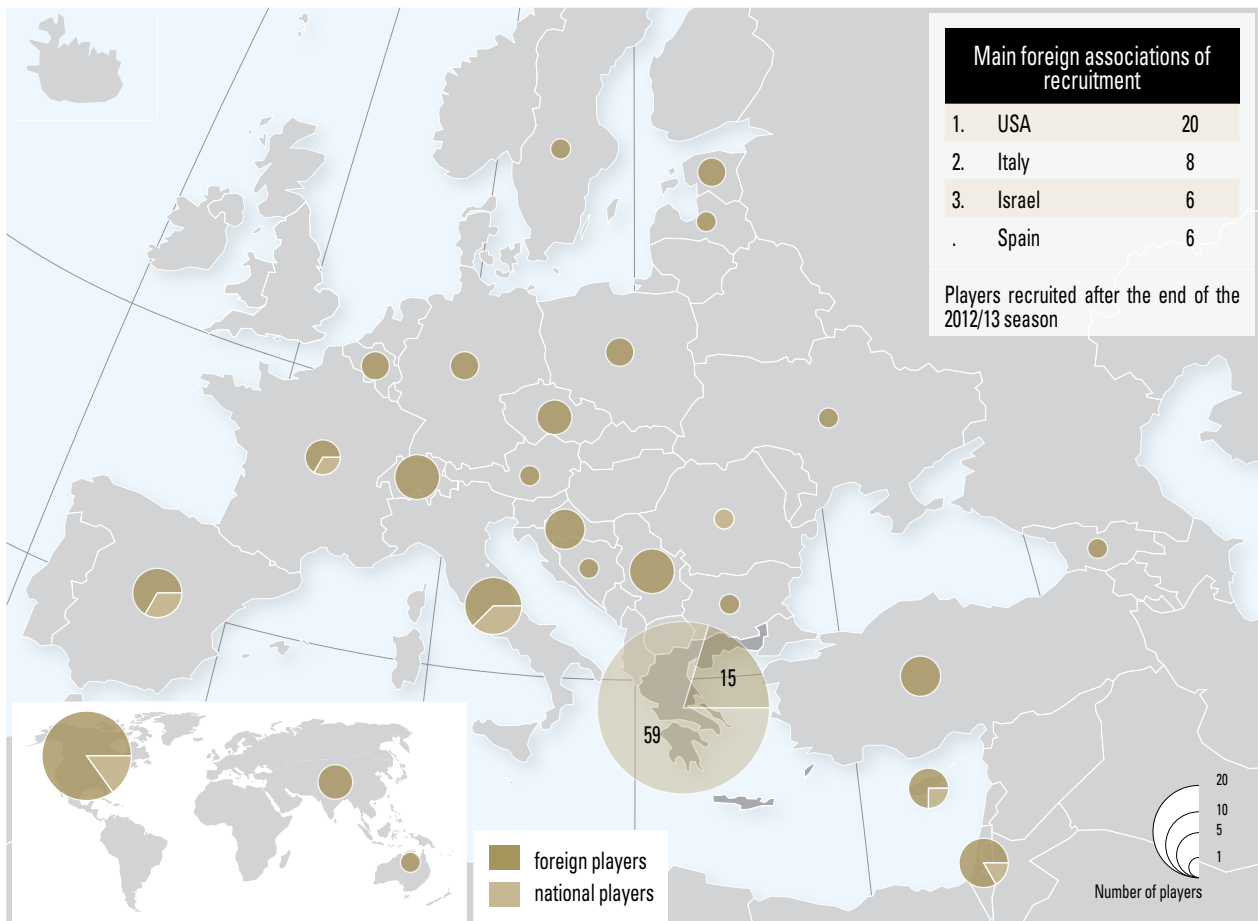 Main foreign associations of
recruitment
1. USA 20
2. Italy 8
3. Israel 6
. Spain 6
Players recruited after the end of the
2012/13 season
15
59
foreign players
national players
20
10
5
1
Number of players